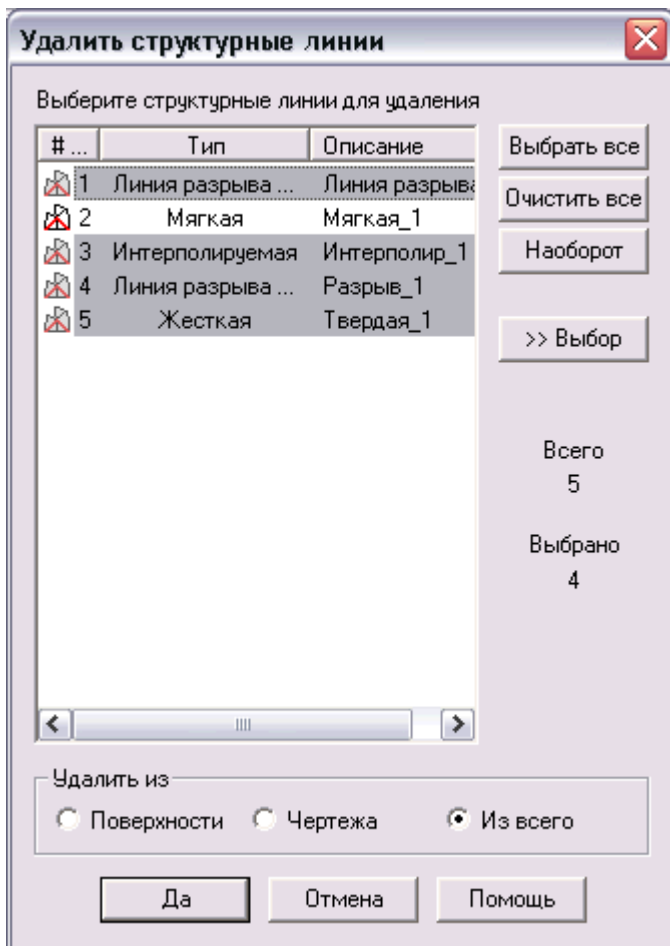 Удалить структурные линии
Выберите структурные линии для удаления
# ... Тип Описание
1 Линия разрыва ... Линия разрыва
2 Мягкая Мягкая_1
3 Интерполируемая Интерполир_1
4 Линия разрыва ... Разрыв_1
5 Жесткая Твердая_1
Выбрать все
Очистить все
Наоборот
>> Выбор
Всего
5
Выбрано
4
Удалить из
Поверхности Чертежа Из всего
Да Отмена Помощь